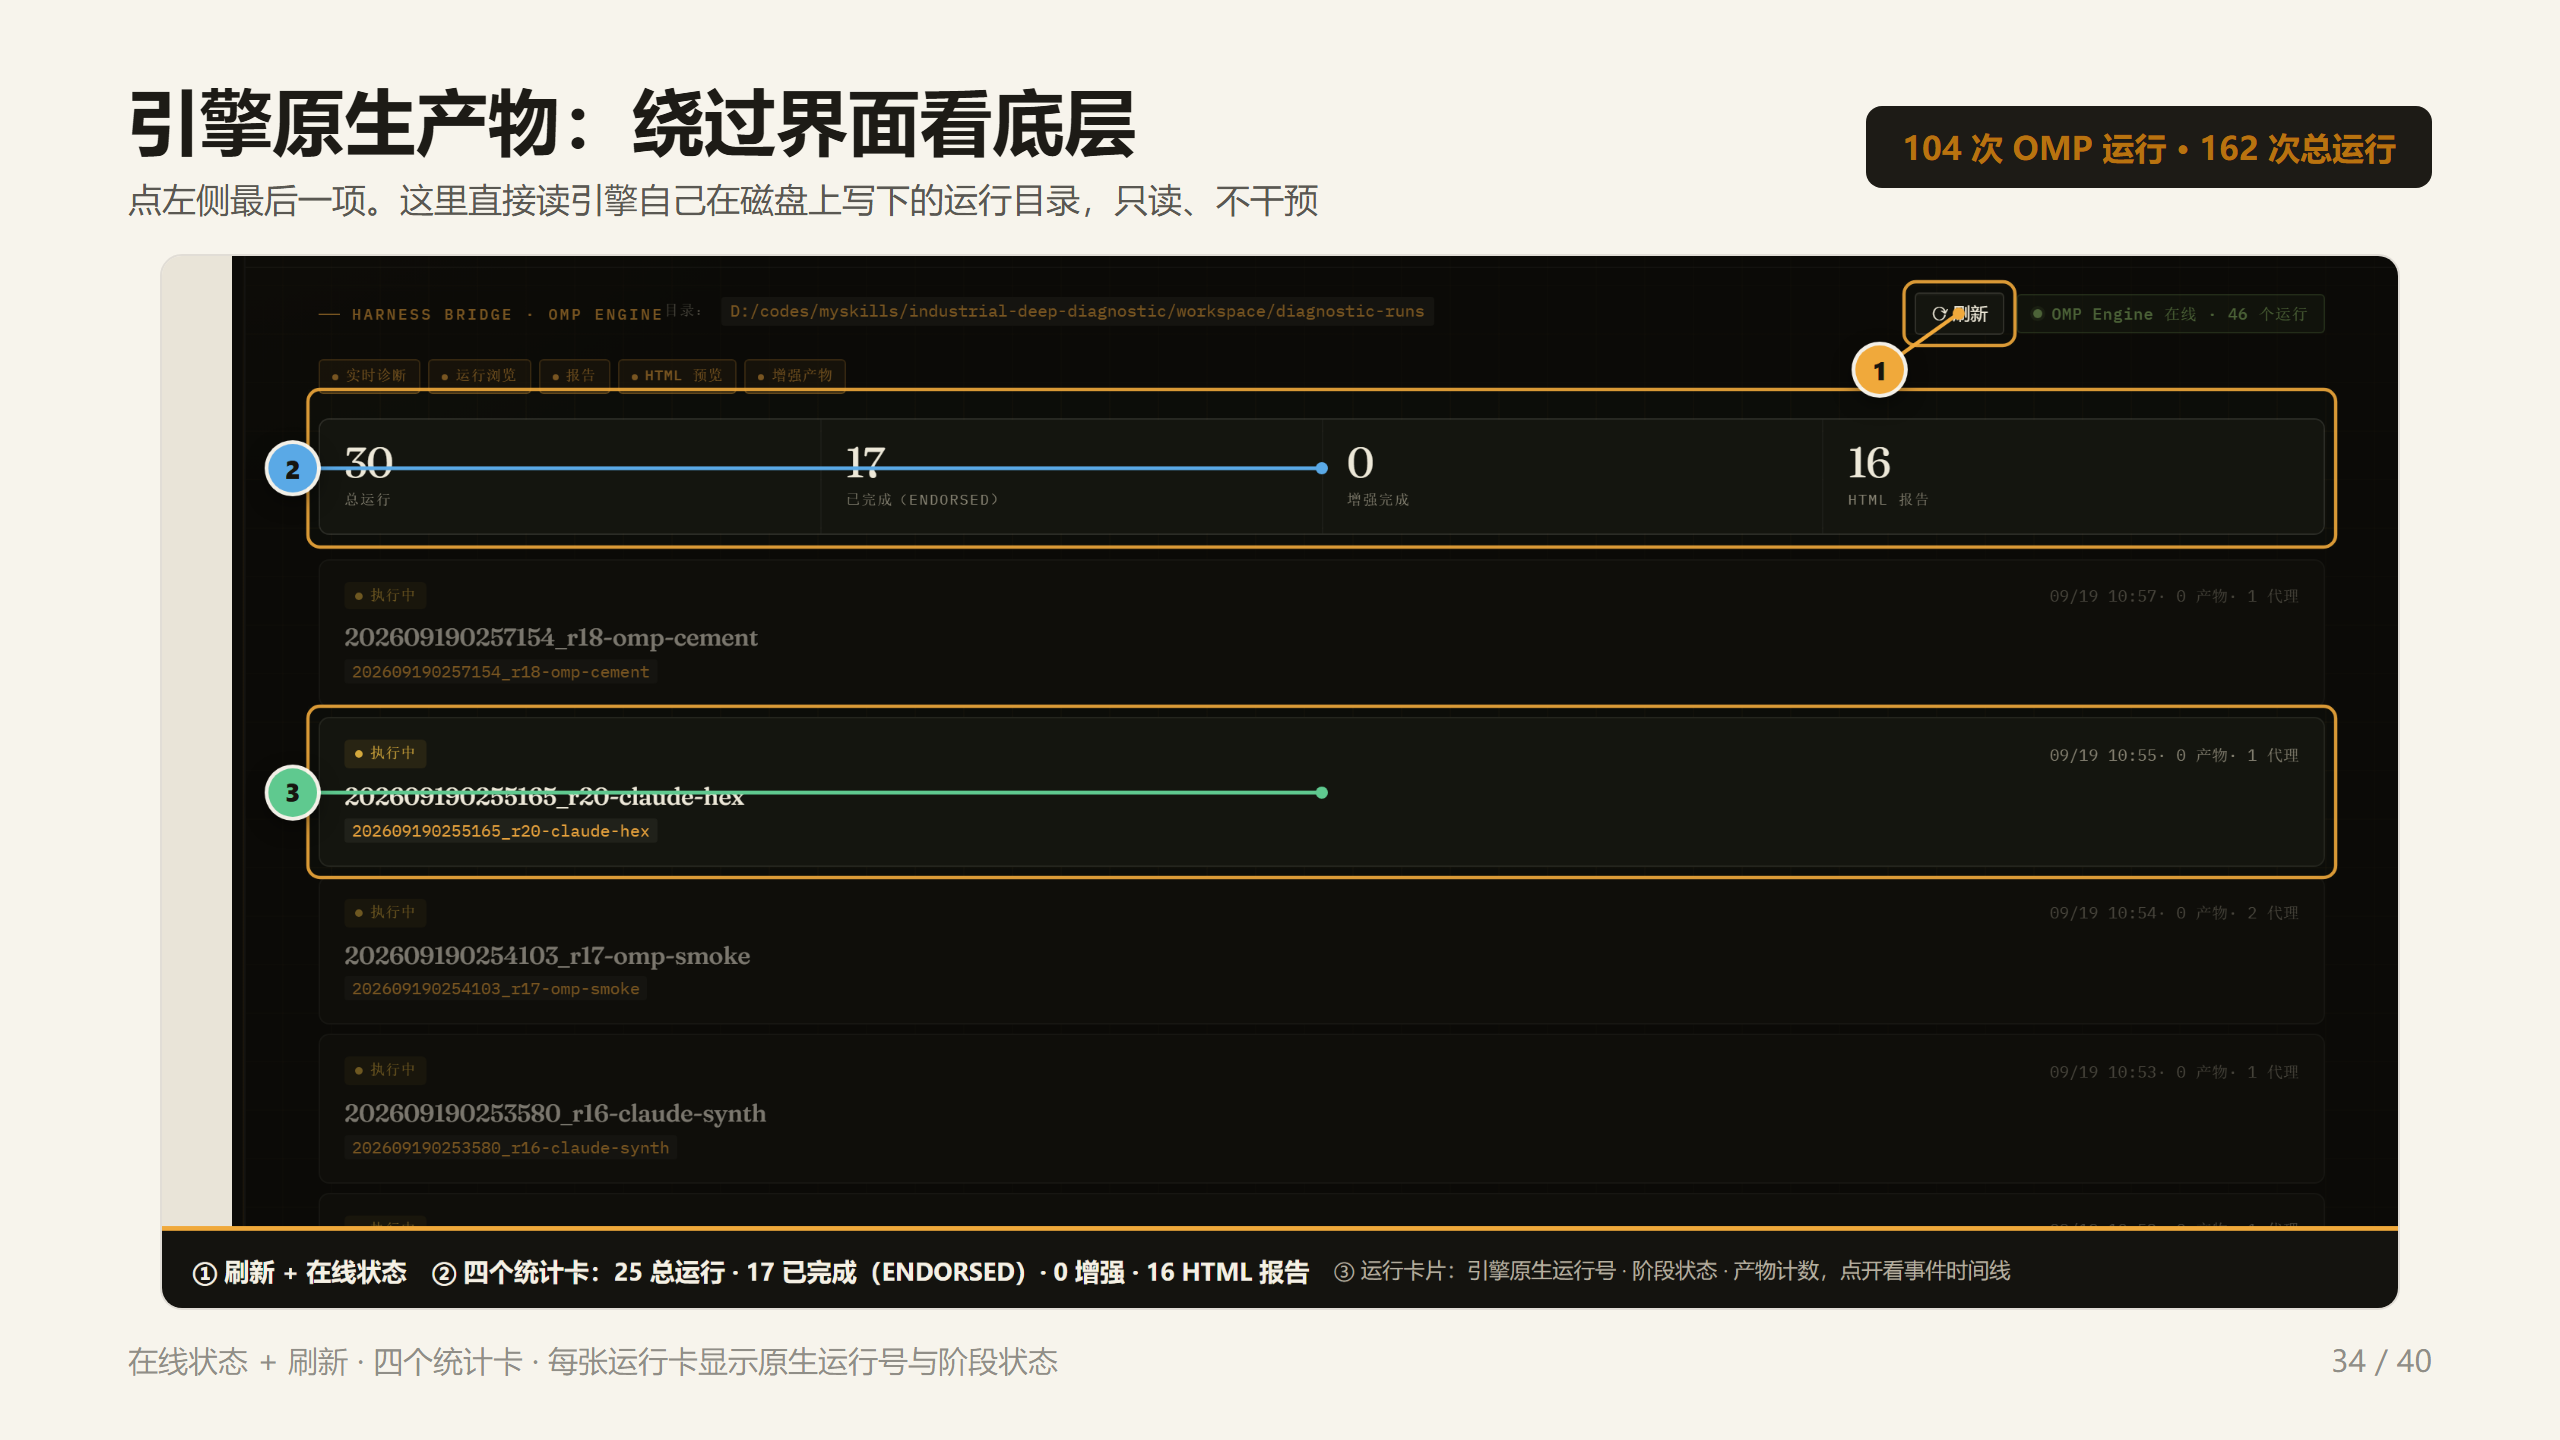 引擎原生产物：绕过界面看底层
104 次 OMP 运行 • 162 次总运行
点左侧最后一项。这里直接读引擎自己在磁盘上写下的运行目录，只读、不干预
— HARNESS BRIDGE · OMP ENGINE 目录： D:/codes/myskills/industrial-deep-diagnostic/workspace/diagnostic-runs
刷新
OMP Engine 在线 · 46 个运行
1
实时诊断 运行浏览 报告 HTML 预览 增强产物
2
30 17 0 16
总运行 已完成（ENDORSED） 增强完成 HTML 报告
执行中 09/19 10:57· 0 产物· 1 代理
202609190257154_r18-omp-cement
202609190257154_r18-omp-cement
执行中 09/19 10:55· 0 产物· 1 代理
3
202609190255165_r20-claude-hex
202609190255165_r20-claude-hex
执行中 09/19 10:54· 0 产物· 2 代理
202609190254103_r17-omp-smoke
202609190254103_r17-omp-smoke
执行中 09/19 10:53· 0 产物· 1 代理
202609190253580_r16-claude-synth
202609190253580_r16-claude-synth
① 刷新 + 在线状态 ② 四个统计卡：25 总运行 · 17 已完成（ENDORSED）· 0 增强 · 16 HTML 报告 ③ 运行卡片：引擎原生运行号 · 阶段状态 · 产物计数，点开看事件时间线
在线状态 + 刷新 · 四个统计卡 · 每张运行卡显示原生运行号与阶段状态
34 / 40